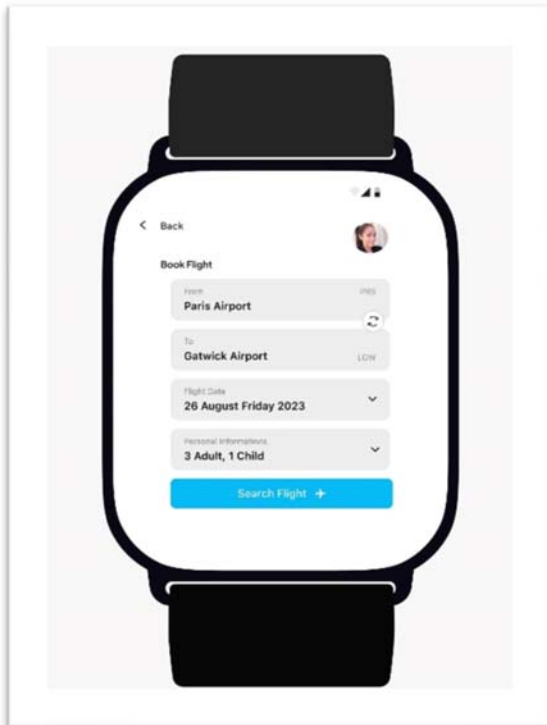 Back
Book Flight
From
Paris Airport
To
Gatwick Airport
LON
Flight Date
26 August Friday 2023
Personal Informations
3 Adult, 1 Child
Search Flight